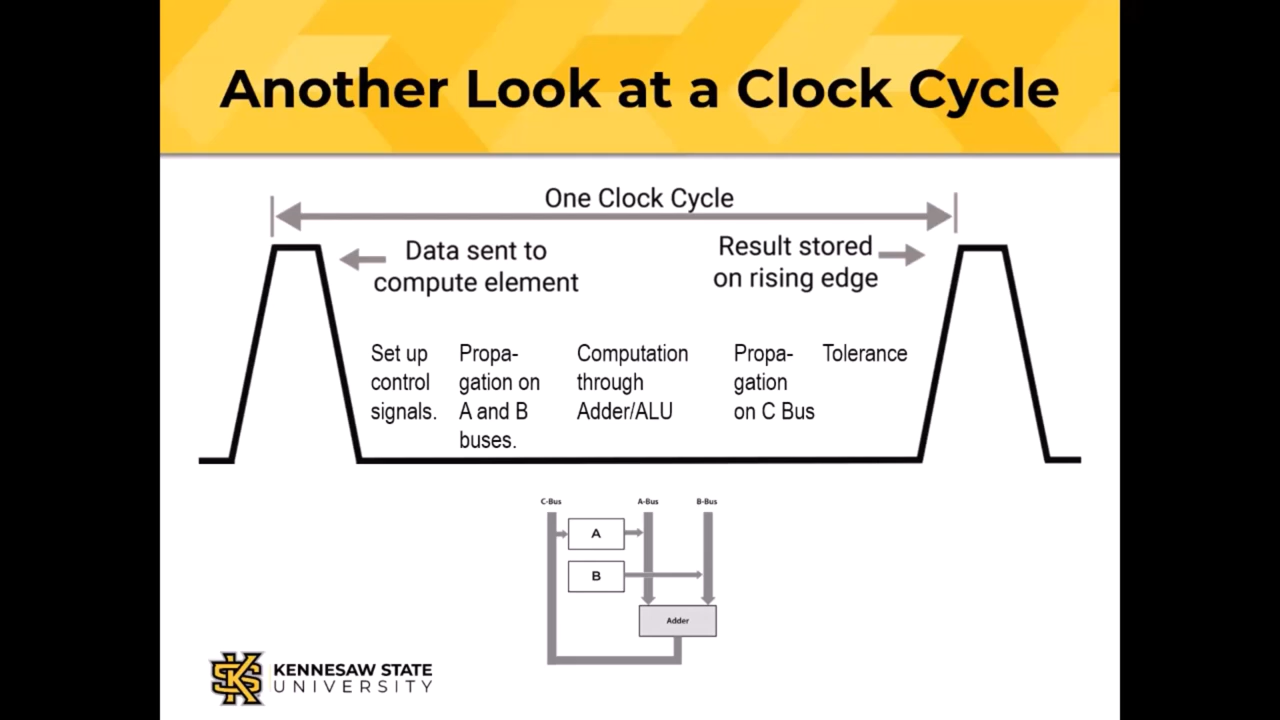 Another Look at a Clock Cycle
One Clock Cycle
Data sent to
compute element
Result stored
on rising edge
Set up
control
signals.
Propa-
gation on
A and B
buses.
Computation
through
Adder/ALU
Propa-
gation
on C Bus
Tolerance
C-Bus
A-Bus
B-Bus
A
B
Adder
KS
KENNESAW STATE
UNIVERSITY